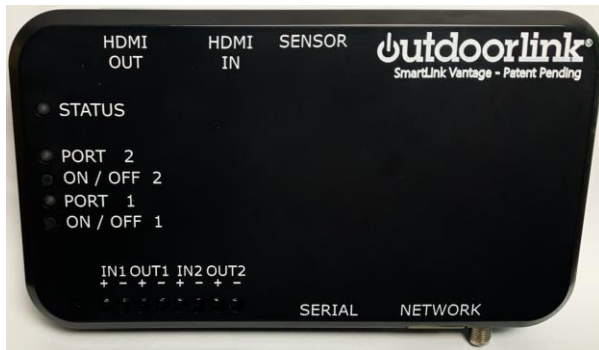 HDMI OUT
HDMI IN
SENSOR
Outdoorlink®
SmartLink Vantage - Patent Pending
STATUS
PORT 2
ON / OFF 2
PORT 1
ON / OFF 1
IN1 OUT1 IN2 OUT2
+ - + - + - + -
SERIAL
NETWORK